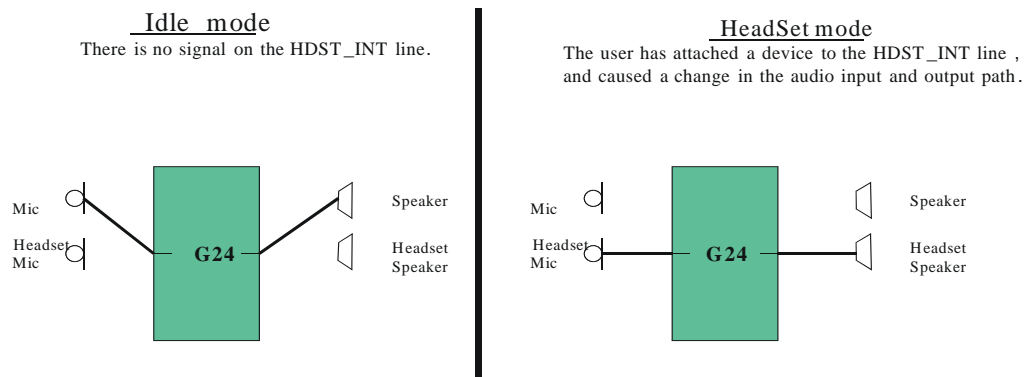 Idle mode
There is no signal on the HDST_INT line.
Mic
Headset
Mic
G24
Speaker
Headset
Speaker
HeadSet mode
The user has attached a device to the HDST_INT line ,
and caused a change in the audio input and output path.
Mic
Headset
Mic
G24
Speaker
Headset
Speaker